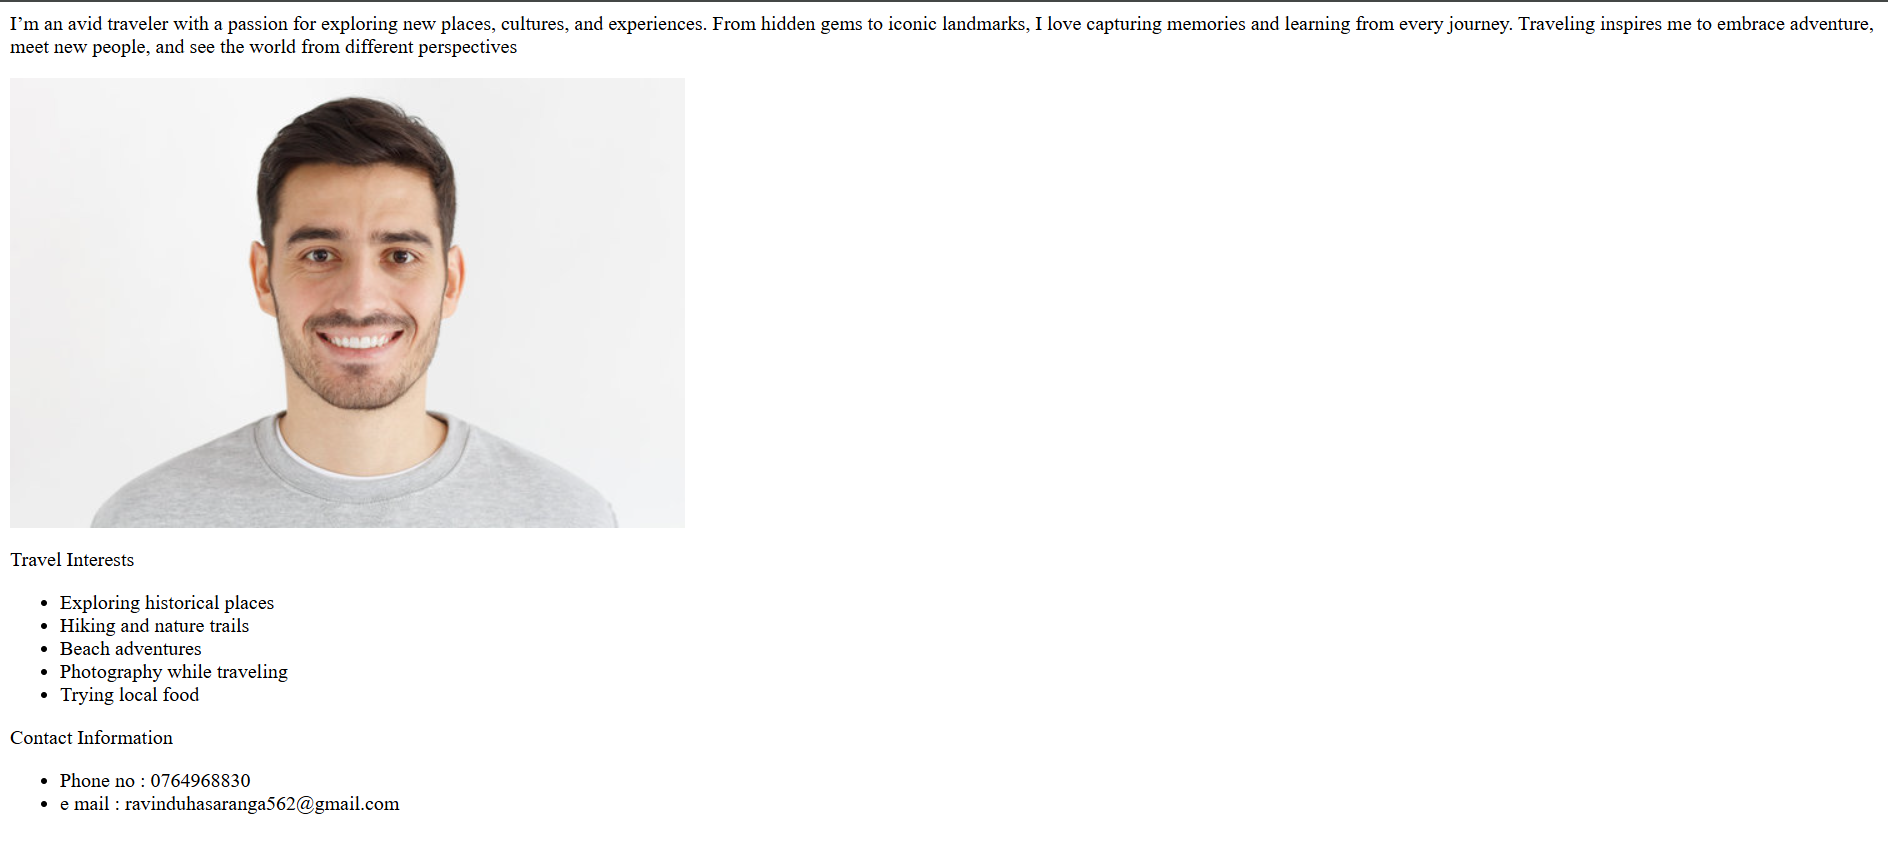 I’m an avid traveler with a passion for exploring new places, cultures, and experiences. From hidden gems to iconic landmarks, I love capturing memories and learning from every journey. Traveling inspires me to embrace adventure,
meet new people, and see the world from different perspectives
Travel Interests
• Exploring historical places
• Hiking and nature trails
• Beach adventures
• Photography while traveling
• Trying local food
Contact Information
• Phone no : 0764968830
• e mail : ravinduhasaranga562@gmail.com